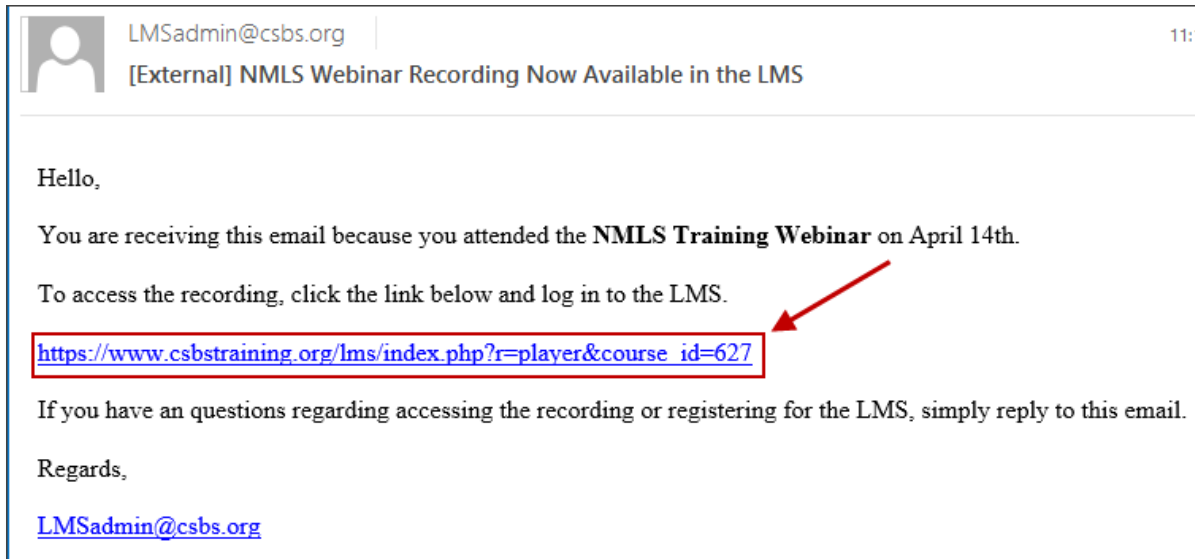 LMSadmin@csbs.org
11:
[External] NMLS Webinar Recording Now Available in the LMS
Hello,
You are receiving this email because you attended the NMLS Training Webinar on April 14th.
To access the recording, click the link below and log in to the LMS.
https://www.csbstraining.org/lms/index.php?r=player&course_id=627
If you have an questions regarding accessing the recording or registering for the LMS, simply reply to this email.
Regards,
LMSadmin@csbs.org